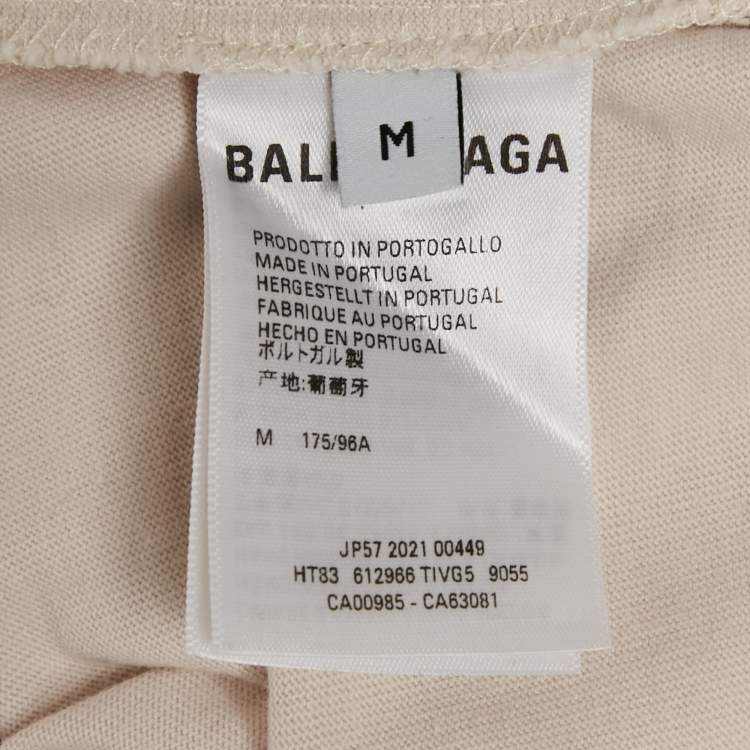 M
BAL AGA
PRODOTTO IN PORTOGALLO
MADE IN PORTUGAL
HERGESTELLT IN PORTUGAL
FABRIQUE AU PORTUGAL
HECHO EN PORTUGAL
ポルトガル製
产地:葡萄牙
M 175/96A
JP57 2021 00449
HT83 612966 TIVG5 9055
CA00985 - CA63081